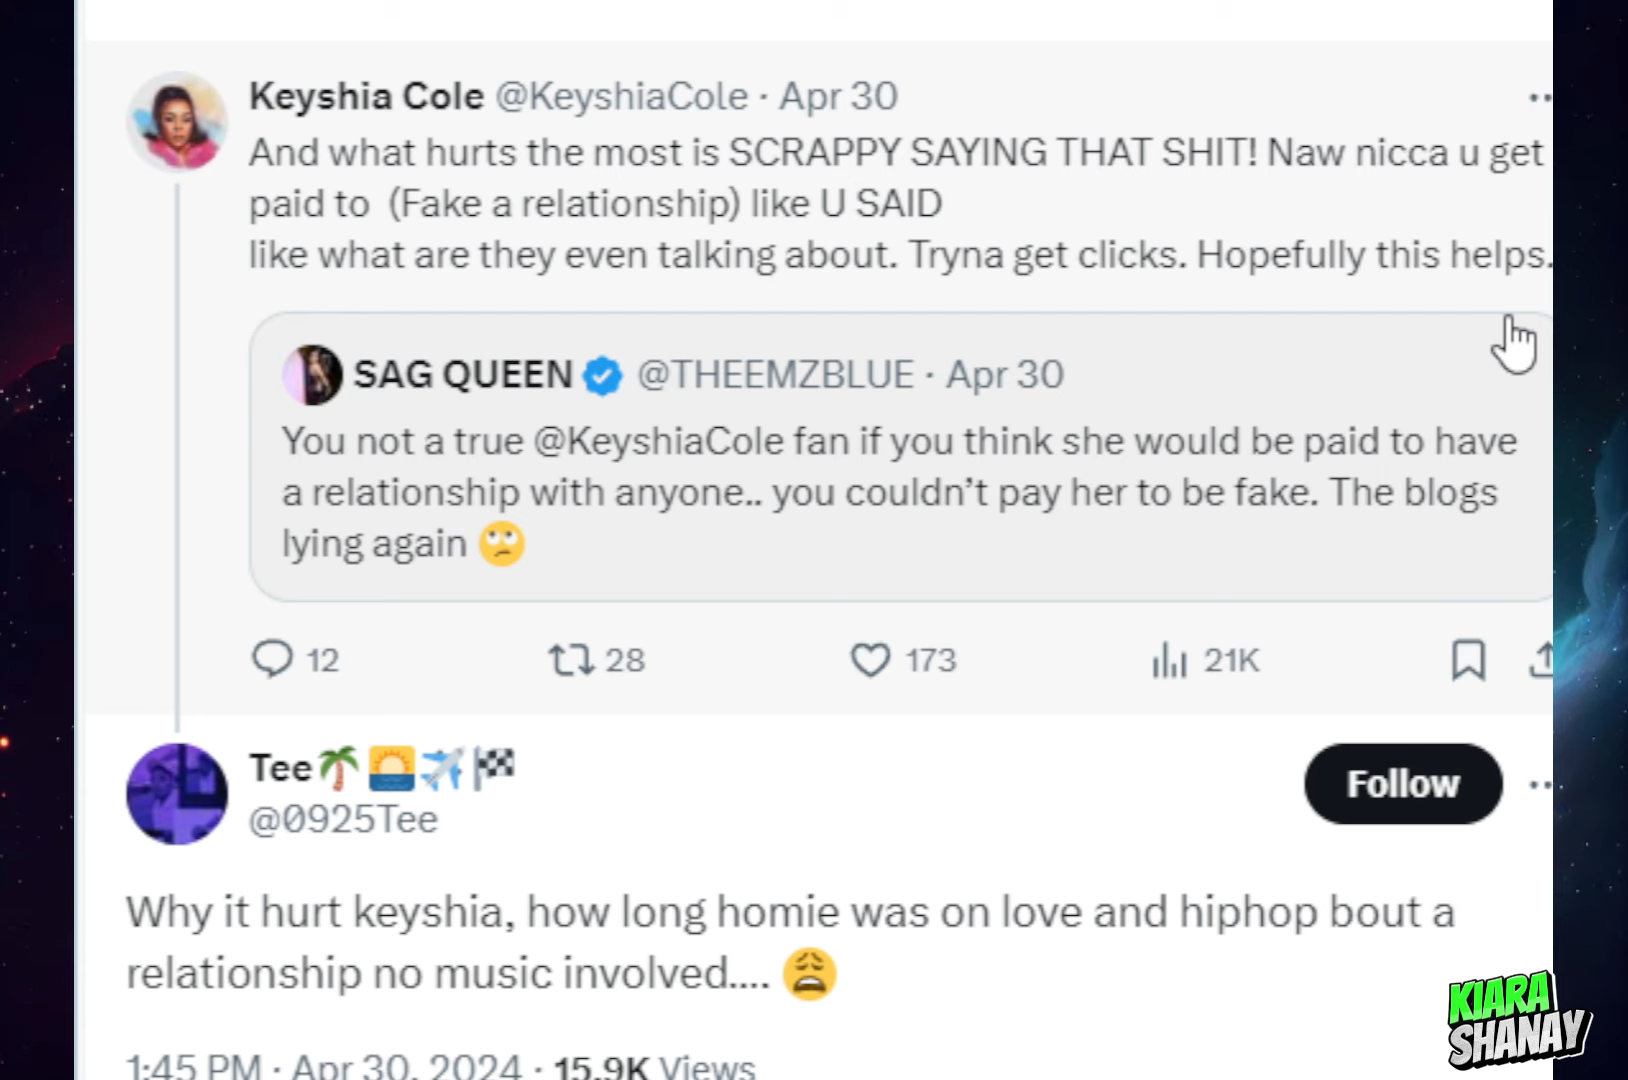 Keyshia Cole @KeyshiaCole · Apr 30
And what hurts the most is SCRAPPY SAYING THAT SHIT! Naw nicca u get
paid to (Fake a relationship) like U SAID
like what are they even talking about. Tryna get clicks. Hopefully this helps.
SAG QUEEN @THEEMZBLUE · Apr 30
You not a true @KeyshiaCole fan if you think she would be paid to have
a relationship with anyone.. you couldn’t pay her to be fake. The blogs
lying again 🙄
12 28 173 21K
Tee🌴🌅✈️🏁
@0925Tee
Follow
Why it hurt keyshia, how long homie was on love and hiphop bout a
relationship no music involved.... 😩
1:45 PM · Apr 30, 2024 · 15.9K Views
KIARA
SHANAY